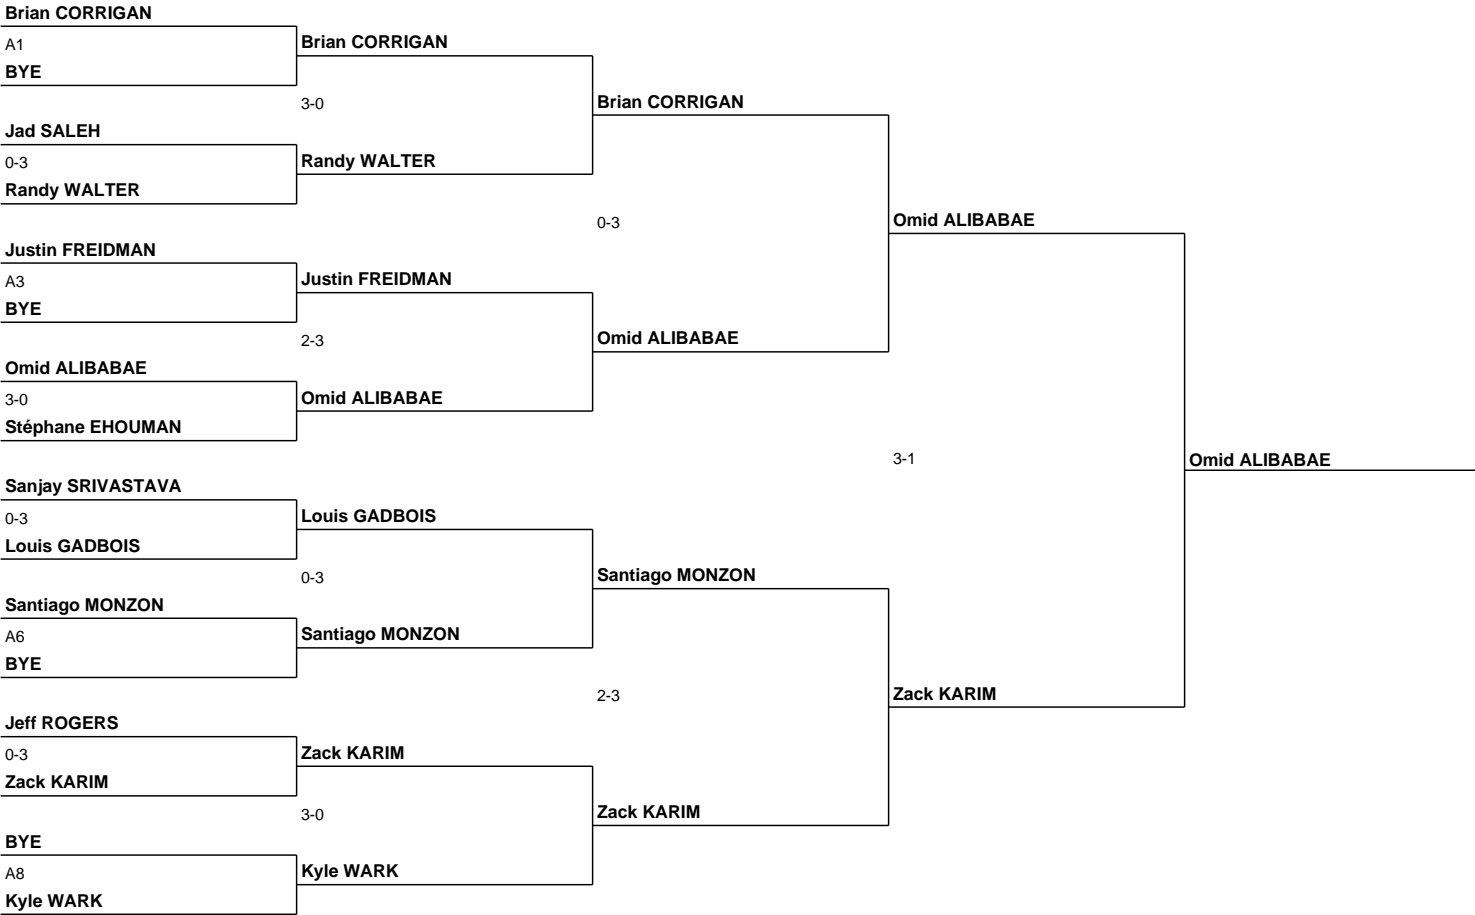 Brian CORRIGAN
A1
BYE
Jad SALEH
0-3
Randy WALTER
Justin FREIDMAN
A3
BYE
Omid ALIBABAE
3-0
Stéphane EHOUMAN
Sanjay SRIVASTAVA
0-3
Louis GADBOIS
Santiago MONZON
A6
BYE
Jeff ROGERS
0-3
Zack KARIM
BYE
A8
Kyle WARK
Brian CORRIGAN
3-0
Randy WALTER
Justin FREIDMAN
2-3
Omid ALIBABAE
Louis GADBOIS
0-3
Santiago MONZON
Zack KARIM
3-0
Kyle WARK
Brian CORRIGAN
0-3
Omid ALIBABAE
Santiago MONZON
2-3
Zack KARIM
Omid ALIBABAE
3-1
Zack KARIM
Omid ALIBABAE